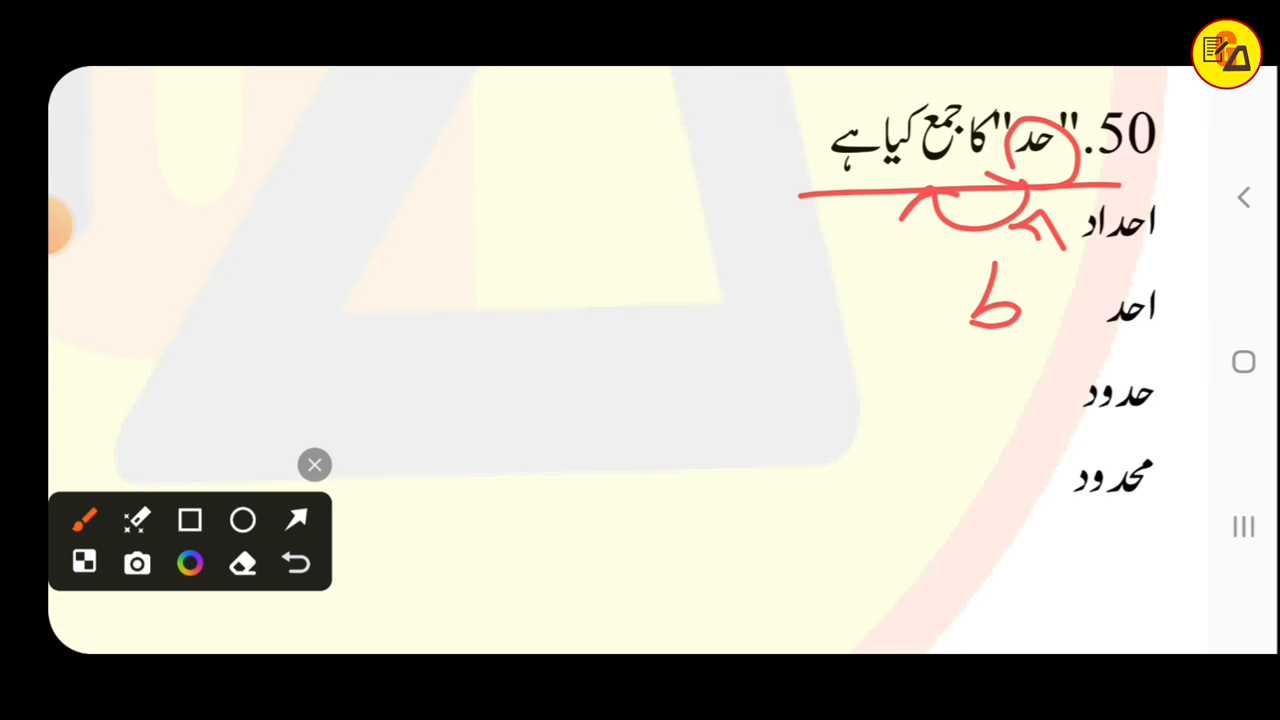 50. "حد" کا جمع کیا ہے
احداد
احد
b
حدود
محدود